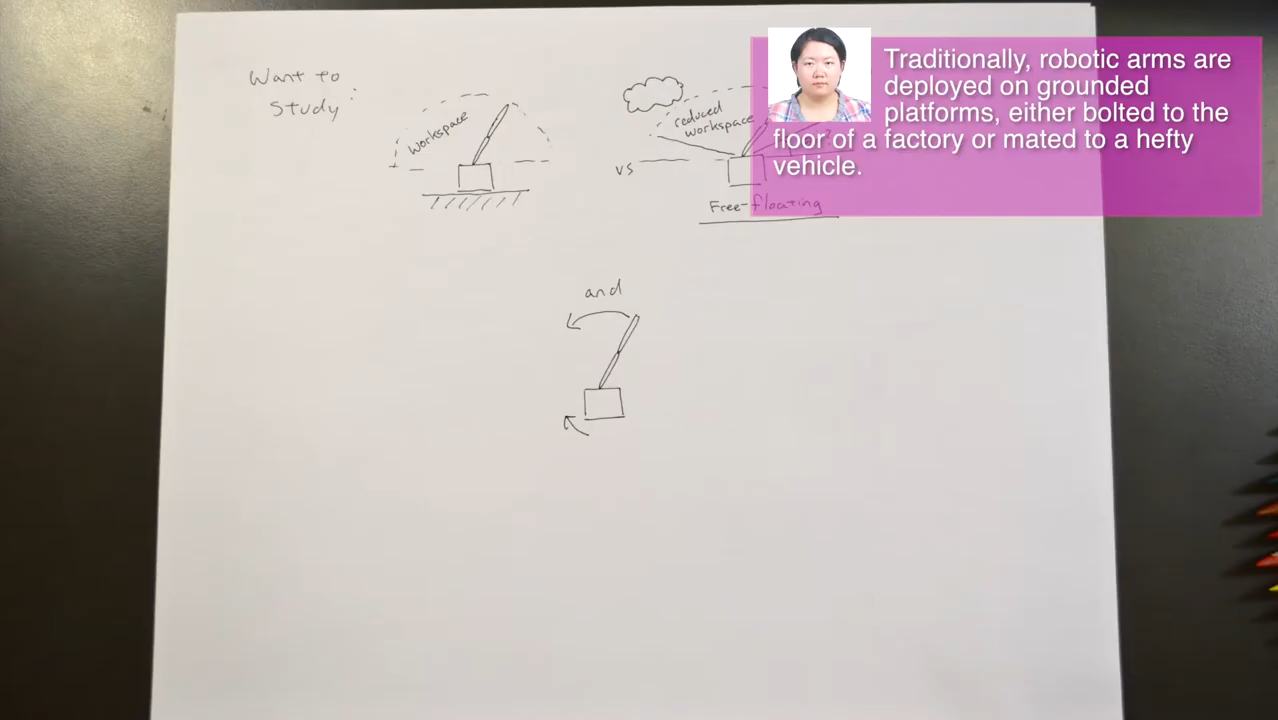 Want to
Study:
workspace
vs
reduced
workspace
Free-floating
and
Traditionally, robotic arms are
deployed on grounded
platforms, either bolted to the
floor of a factory or mated to a hefty
vehicle.